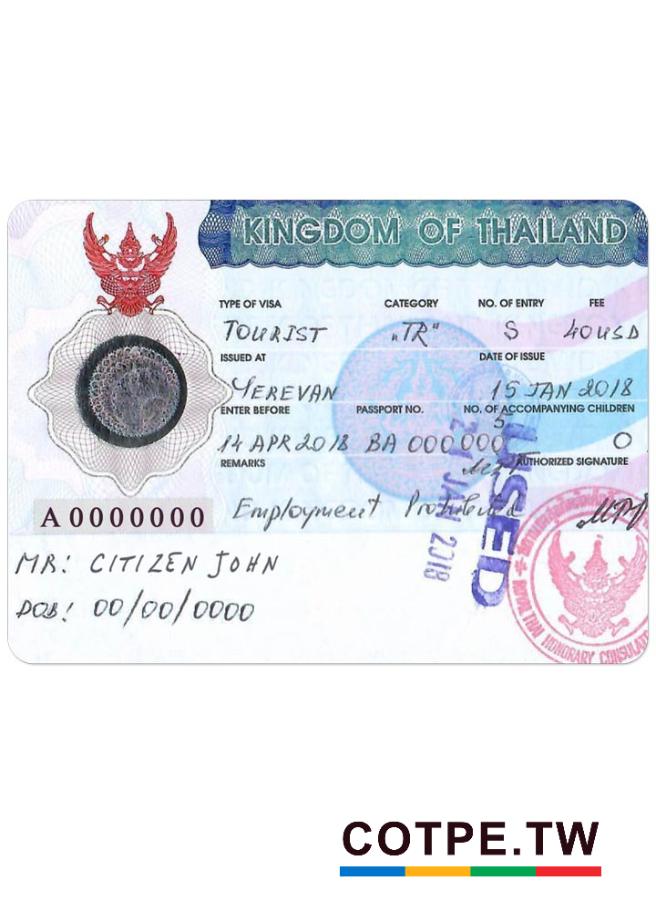 KINGDOM OF THAILAND
TYPE OF VISA CATEGORY NO. OF ENTRY FEE
TOURIST „TR" S 40USD
ISSUED AT DATE OF ISSUE
YEREVAN 15 JAN 2018
ENTER BEFORE PASSPORT NO. NO. OF ACCOMPANYING CHILDREN
14 APR 2018 BA 000000 0
REMARKS AUTHORIZED SIGNATURE
Employment Prohibited
A0000000
USED
21 JAN 2018
MR: CITIZEN JOHN
DOB: 00/00/0000
ROYAL THAI HONORARY CONSULATE
COTPE.TW